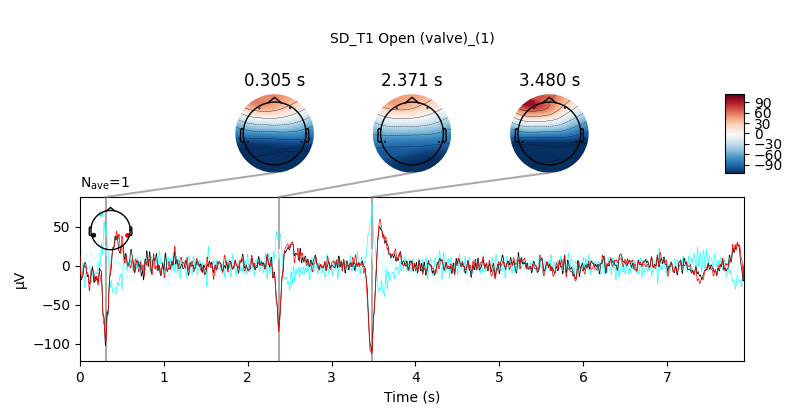 SD_T1 Open (valve)_(1)
0.305 s 2.371 s 3.480 s
90
60
30
0
−30
−60
−90
Nave=1
50
0
−50
−100
µV
0 1 2 3 4 5 6 7
Time (s)